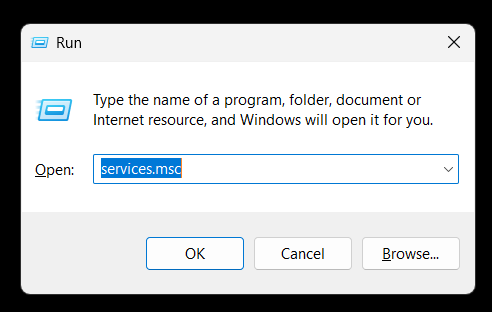 Run
Type the name of a program, folder, document or
Internet resource, and Windows will open it for you.
Open: services.msc
OK Cancel Browse...